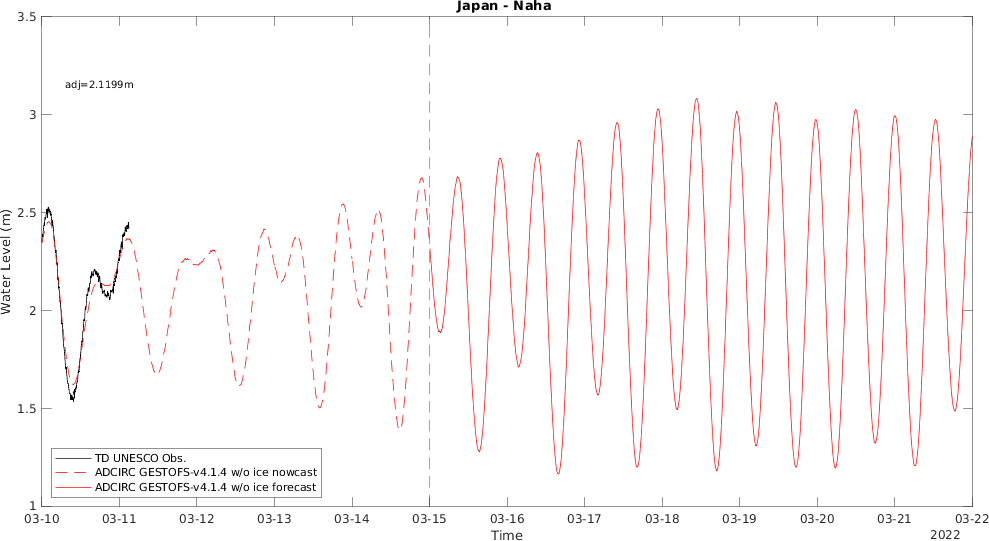 Japan - Naha
3.5
3
2.5
2
1.5
1
Water Level (m)
adj=2.1199m
TD UNESCO Obs.
ADCIRC GESTOFS-v4.1.4 w/o ice nowcast
ADCIRC GESTOFS-v4.1.4 w/o ice forecast
03-10 03-11 03-12 03-13 03-14 03-15 03-16 03-17 03-18 03-19 03-20 03-21 03-22
Time
2022